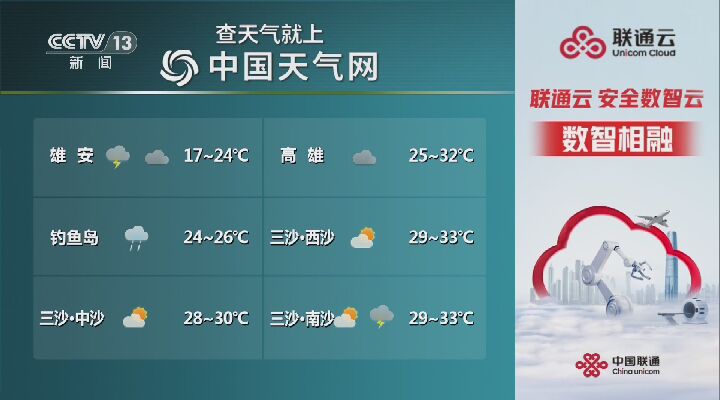 CCTV 13
新闻
查天气就上
中国天气网
雄安 17~24℃
高雄 25~32℃
钓鱼岛 24~26℃
三沙·西沙 29~33℃
三沙·中沙 28~30℃
三沙·南沙 29~33℃
联通云
Unicom Cloud
联通云 安全数智云
数智相融
中国联通
China unicom